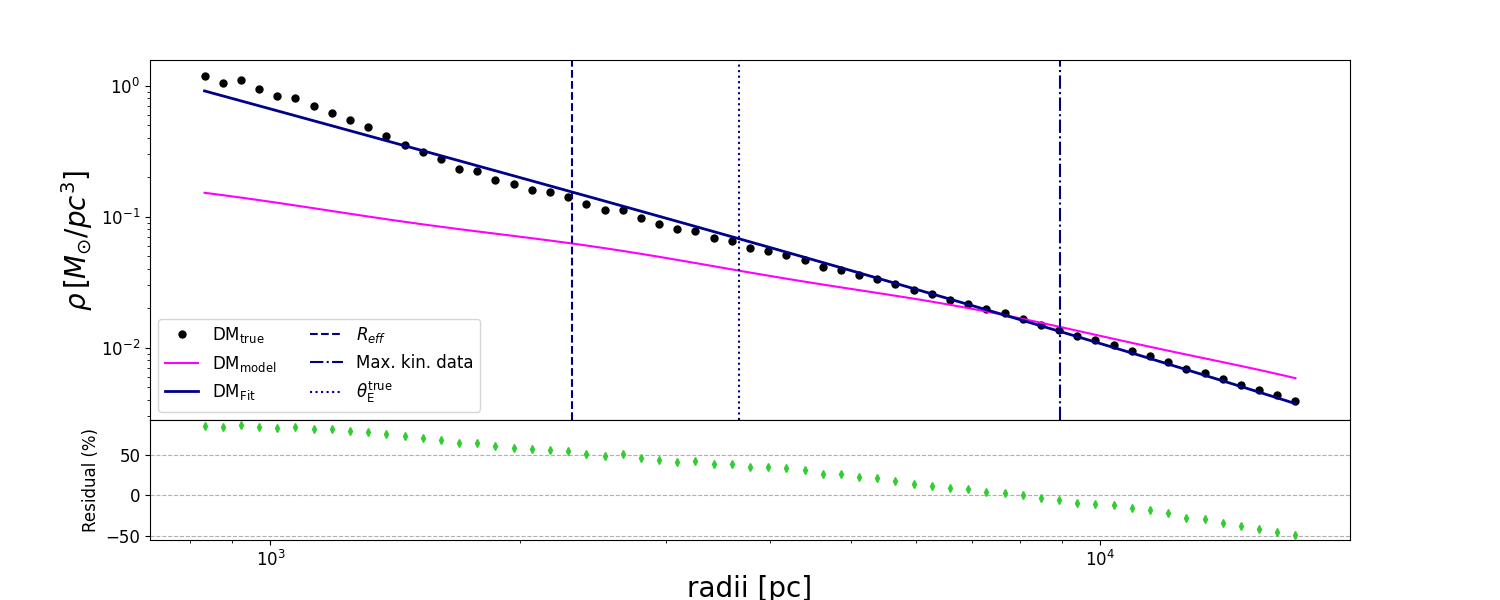 10⁰
10⁻¹
10⁻²
ρ [M⊙/pc³]
DM_true
DM_model
DM_Fit
R_eff
Max. kin. data
θ_E^true
50
0
−50
Residual (%)
10³
10⁴
radii [pc]